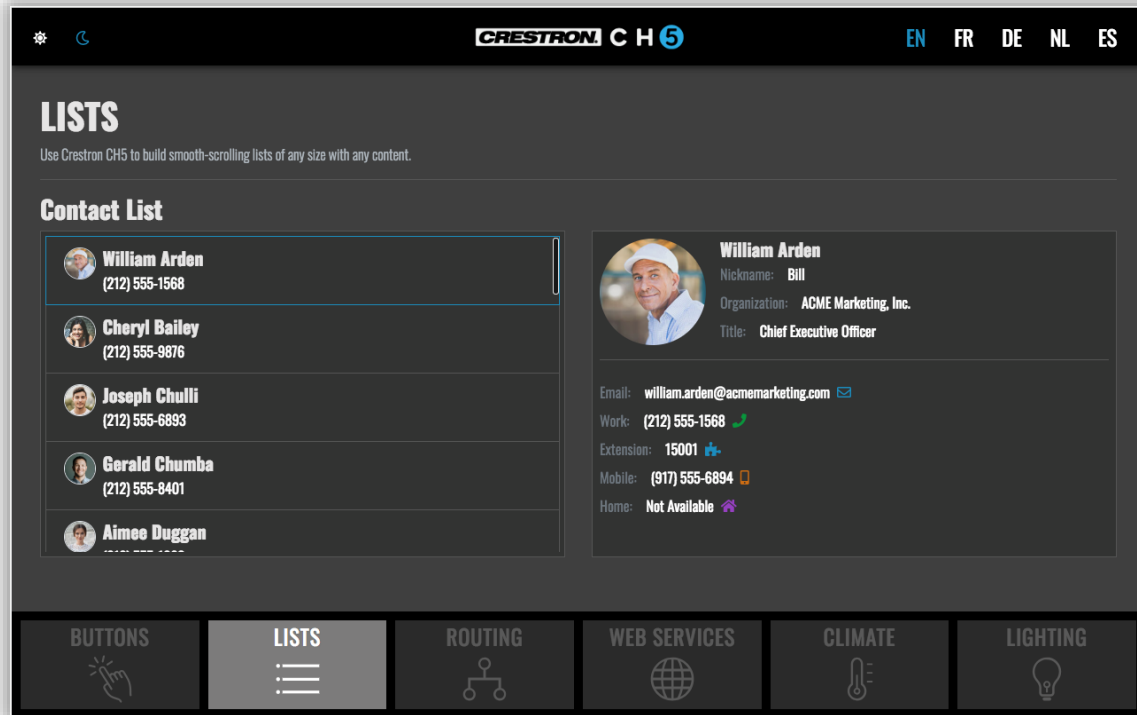 CRESTRON. CH5
EN FR DE NL ES
LISTS
Use Crestron CH5 to build smooth-scrolling lists of any size with any content.
Contact List
William Arden
(212) 555-1568
Cheryl Bailey
(212) 555-9876
Joseph Chulli
(212) 555-6893
Gerald Chumba
(212) 555-8401
Aimee Duggan
William Arden
Nickname: Bill
Organization: ACME Marketing, Inc.
Title: Chief Executive Officer
Email: william.arden@acmemarketing.com
Work: (212) 555-1568
Extension: 15001
Mobile: (917) 555-6894
Home: Not Available
BUTTONS LISTS ROUTING WEB SERVICES CLIMATE LIGHTING